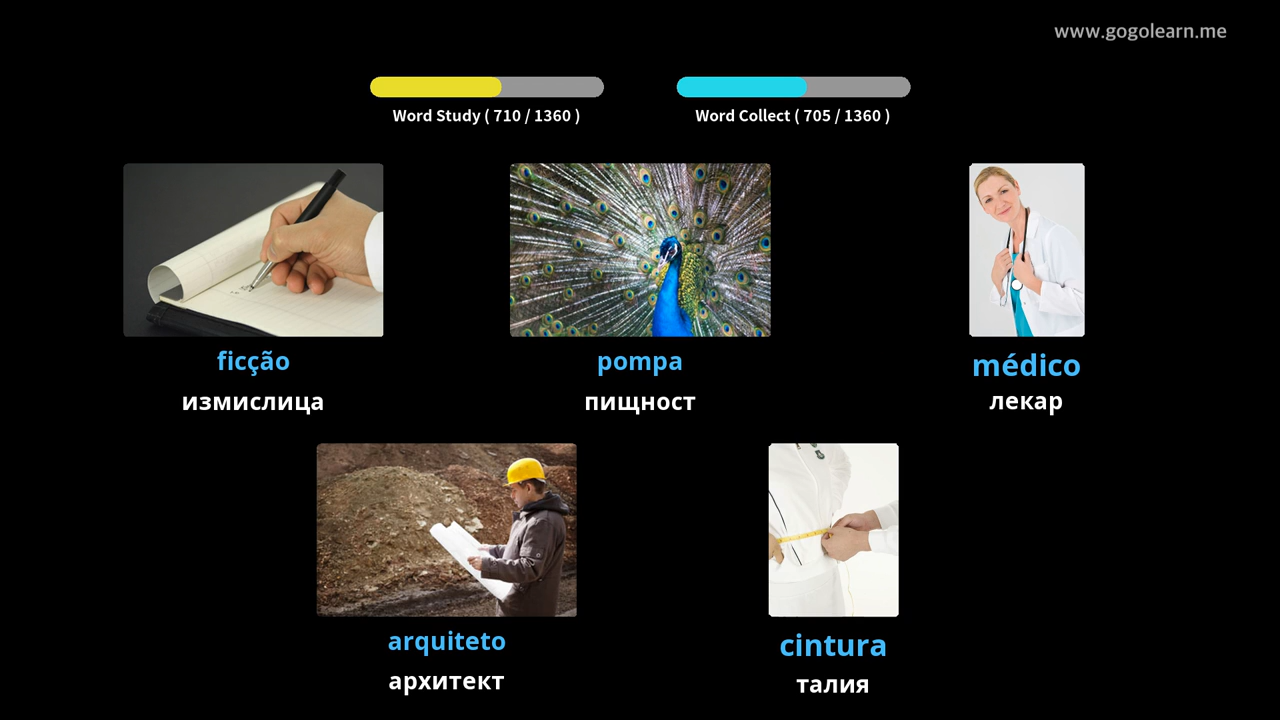 www.gogolearn.me
Word Study ( 710 / 1360 )
Word Collect ( 705 / 1360 )
ficção
измислица
pompa
пищност
médico
лекар
arquiteto
архитект
cintura
талия